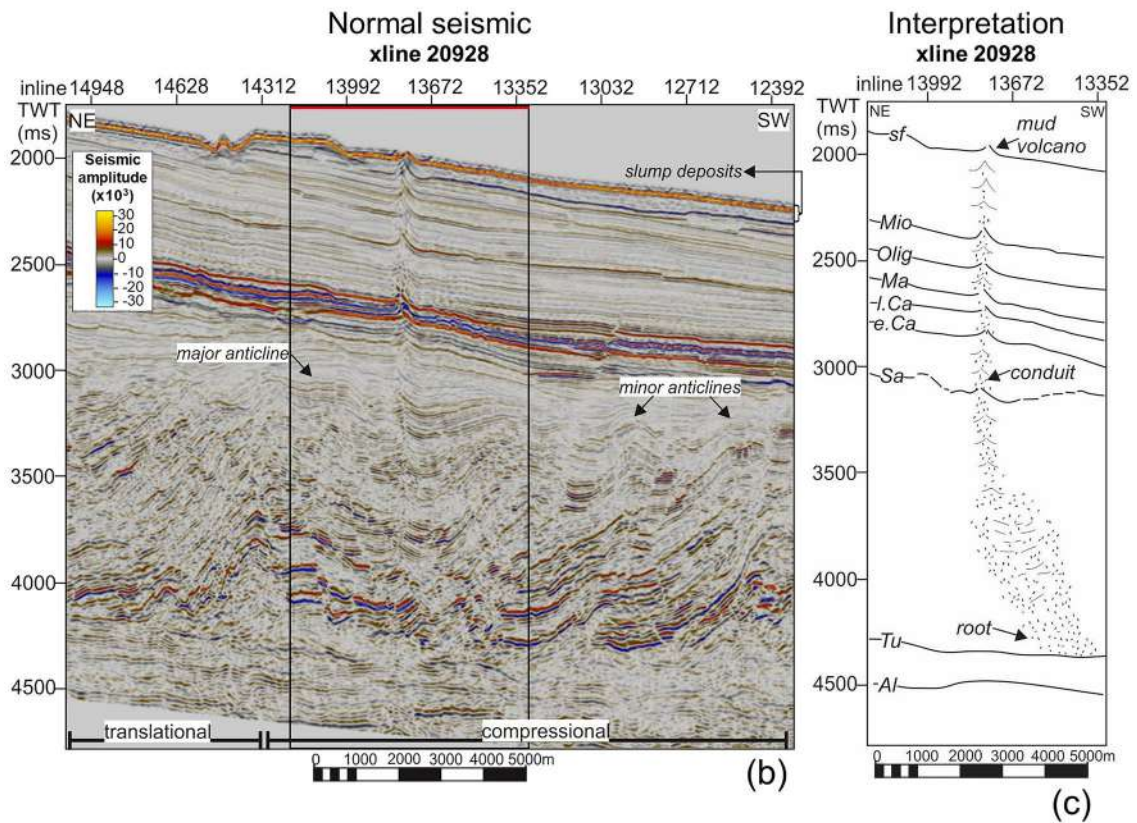 Normal seismic
xline 20928
inline 14948 14628 14312 13992 13672 13352 13032 12712 12392
TWT
(ms)
NE
SW
2000
2500
3000
3500
4000
4500
Seismic
amplitude
(x10³)
30
20
10
0
-10
-20
-30
slump deposits
major anticline
minor anticlines
translational
compressional
0 1000 2000 3000 4000 5000m
(b)
Interpretation
xline 20928
inline 13992 13672 13352
TWT
(ms)
NE
SW
2000
2500
3000
3500
4000
4500
sf
mud
volcano
Mio
Olig
Ma
l.Ca
e.Ca
Sa
conduit
root
Tu
Al
0 1000 2000 3000 4000 5000m
(c)